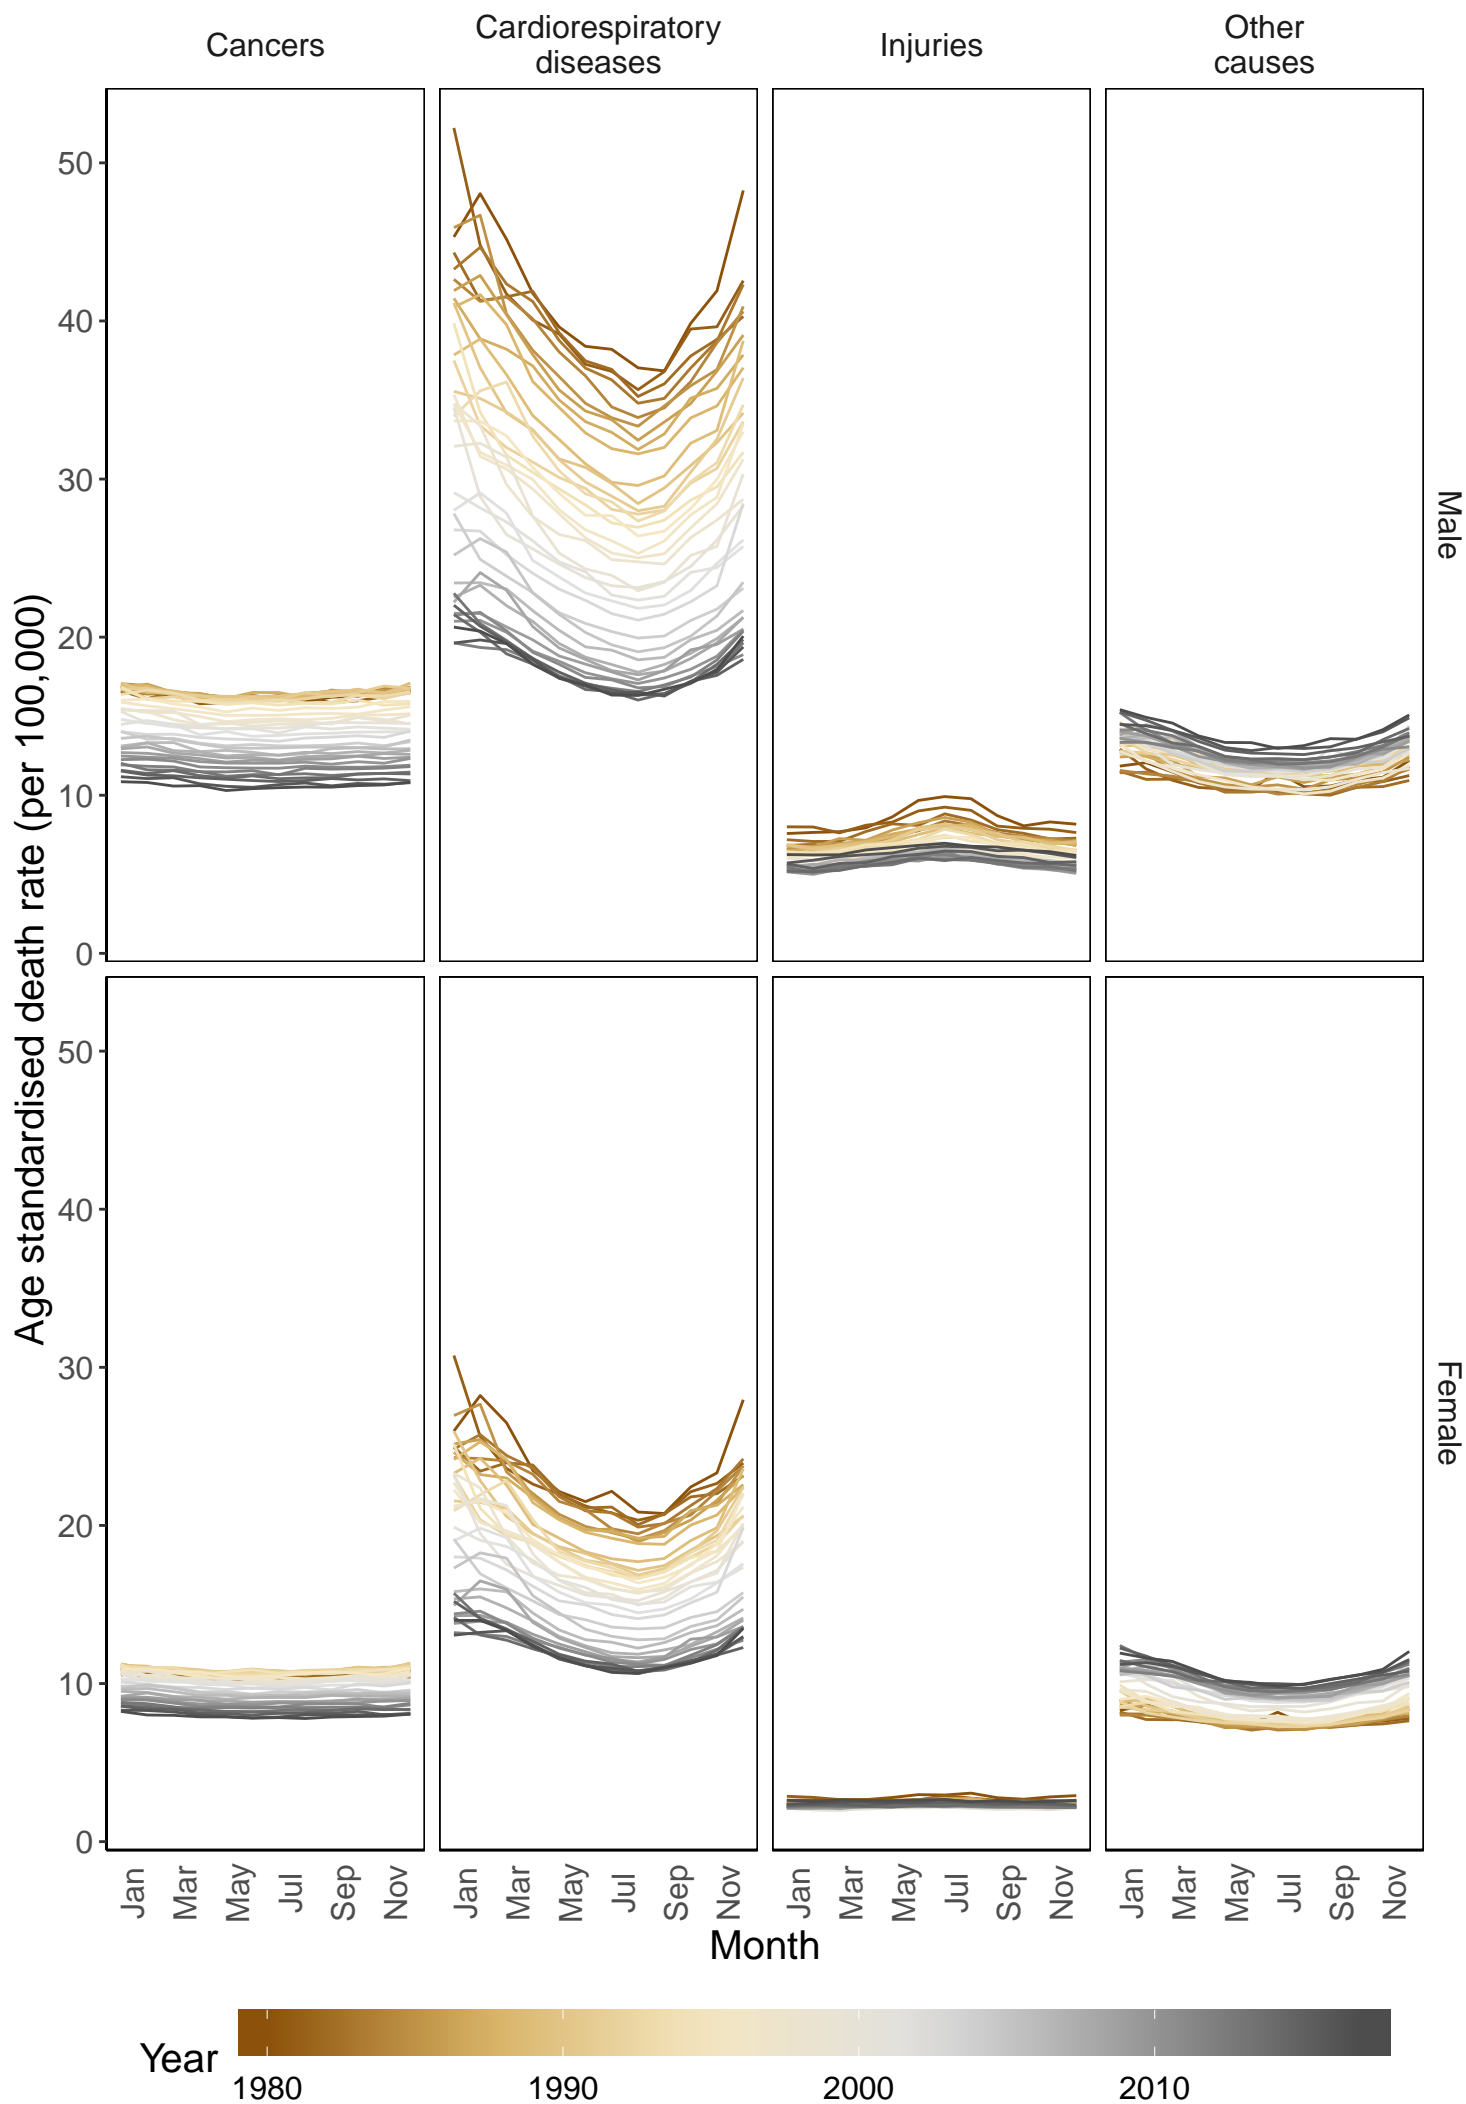 Cancers
Cardiorespiratory
diseases
Injuries
Other
causes
Age standardised death rate (per 100,000)
50
40
30
20
10
0
Male
50
40
30
20
10
0
Female
Jan
Mar
May
Jul
Sep
Nov
Jan
Mar
May
Jul
Sep
Nov
Jan
Mar
May
Jul
Sep
Nov
Jan
Mar
May
Jul
Sep
Nov
Month
Year
1980
1990
2000
2010